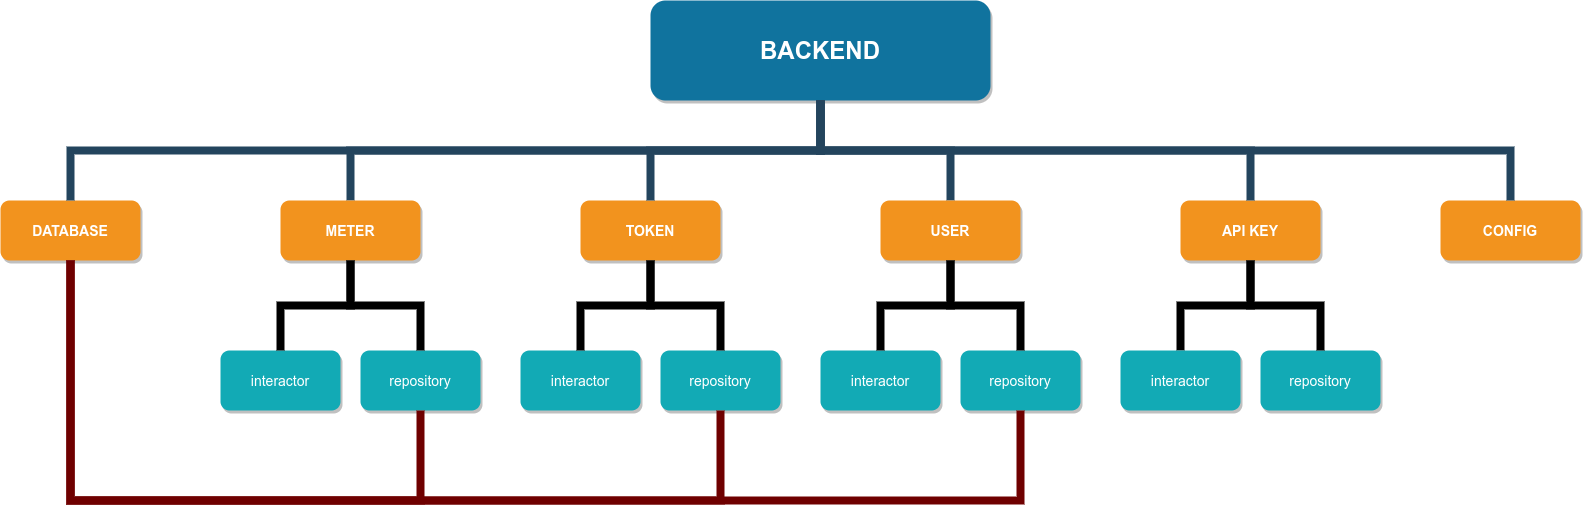 BACKEND
DATABASE
METER
TOKEN
USER
API KEY
CONFIG
interactor
repository
interactor
repository
interactor
repository
interactor
repository